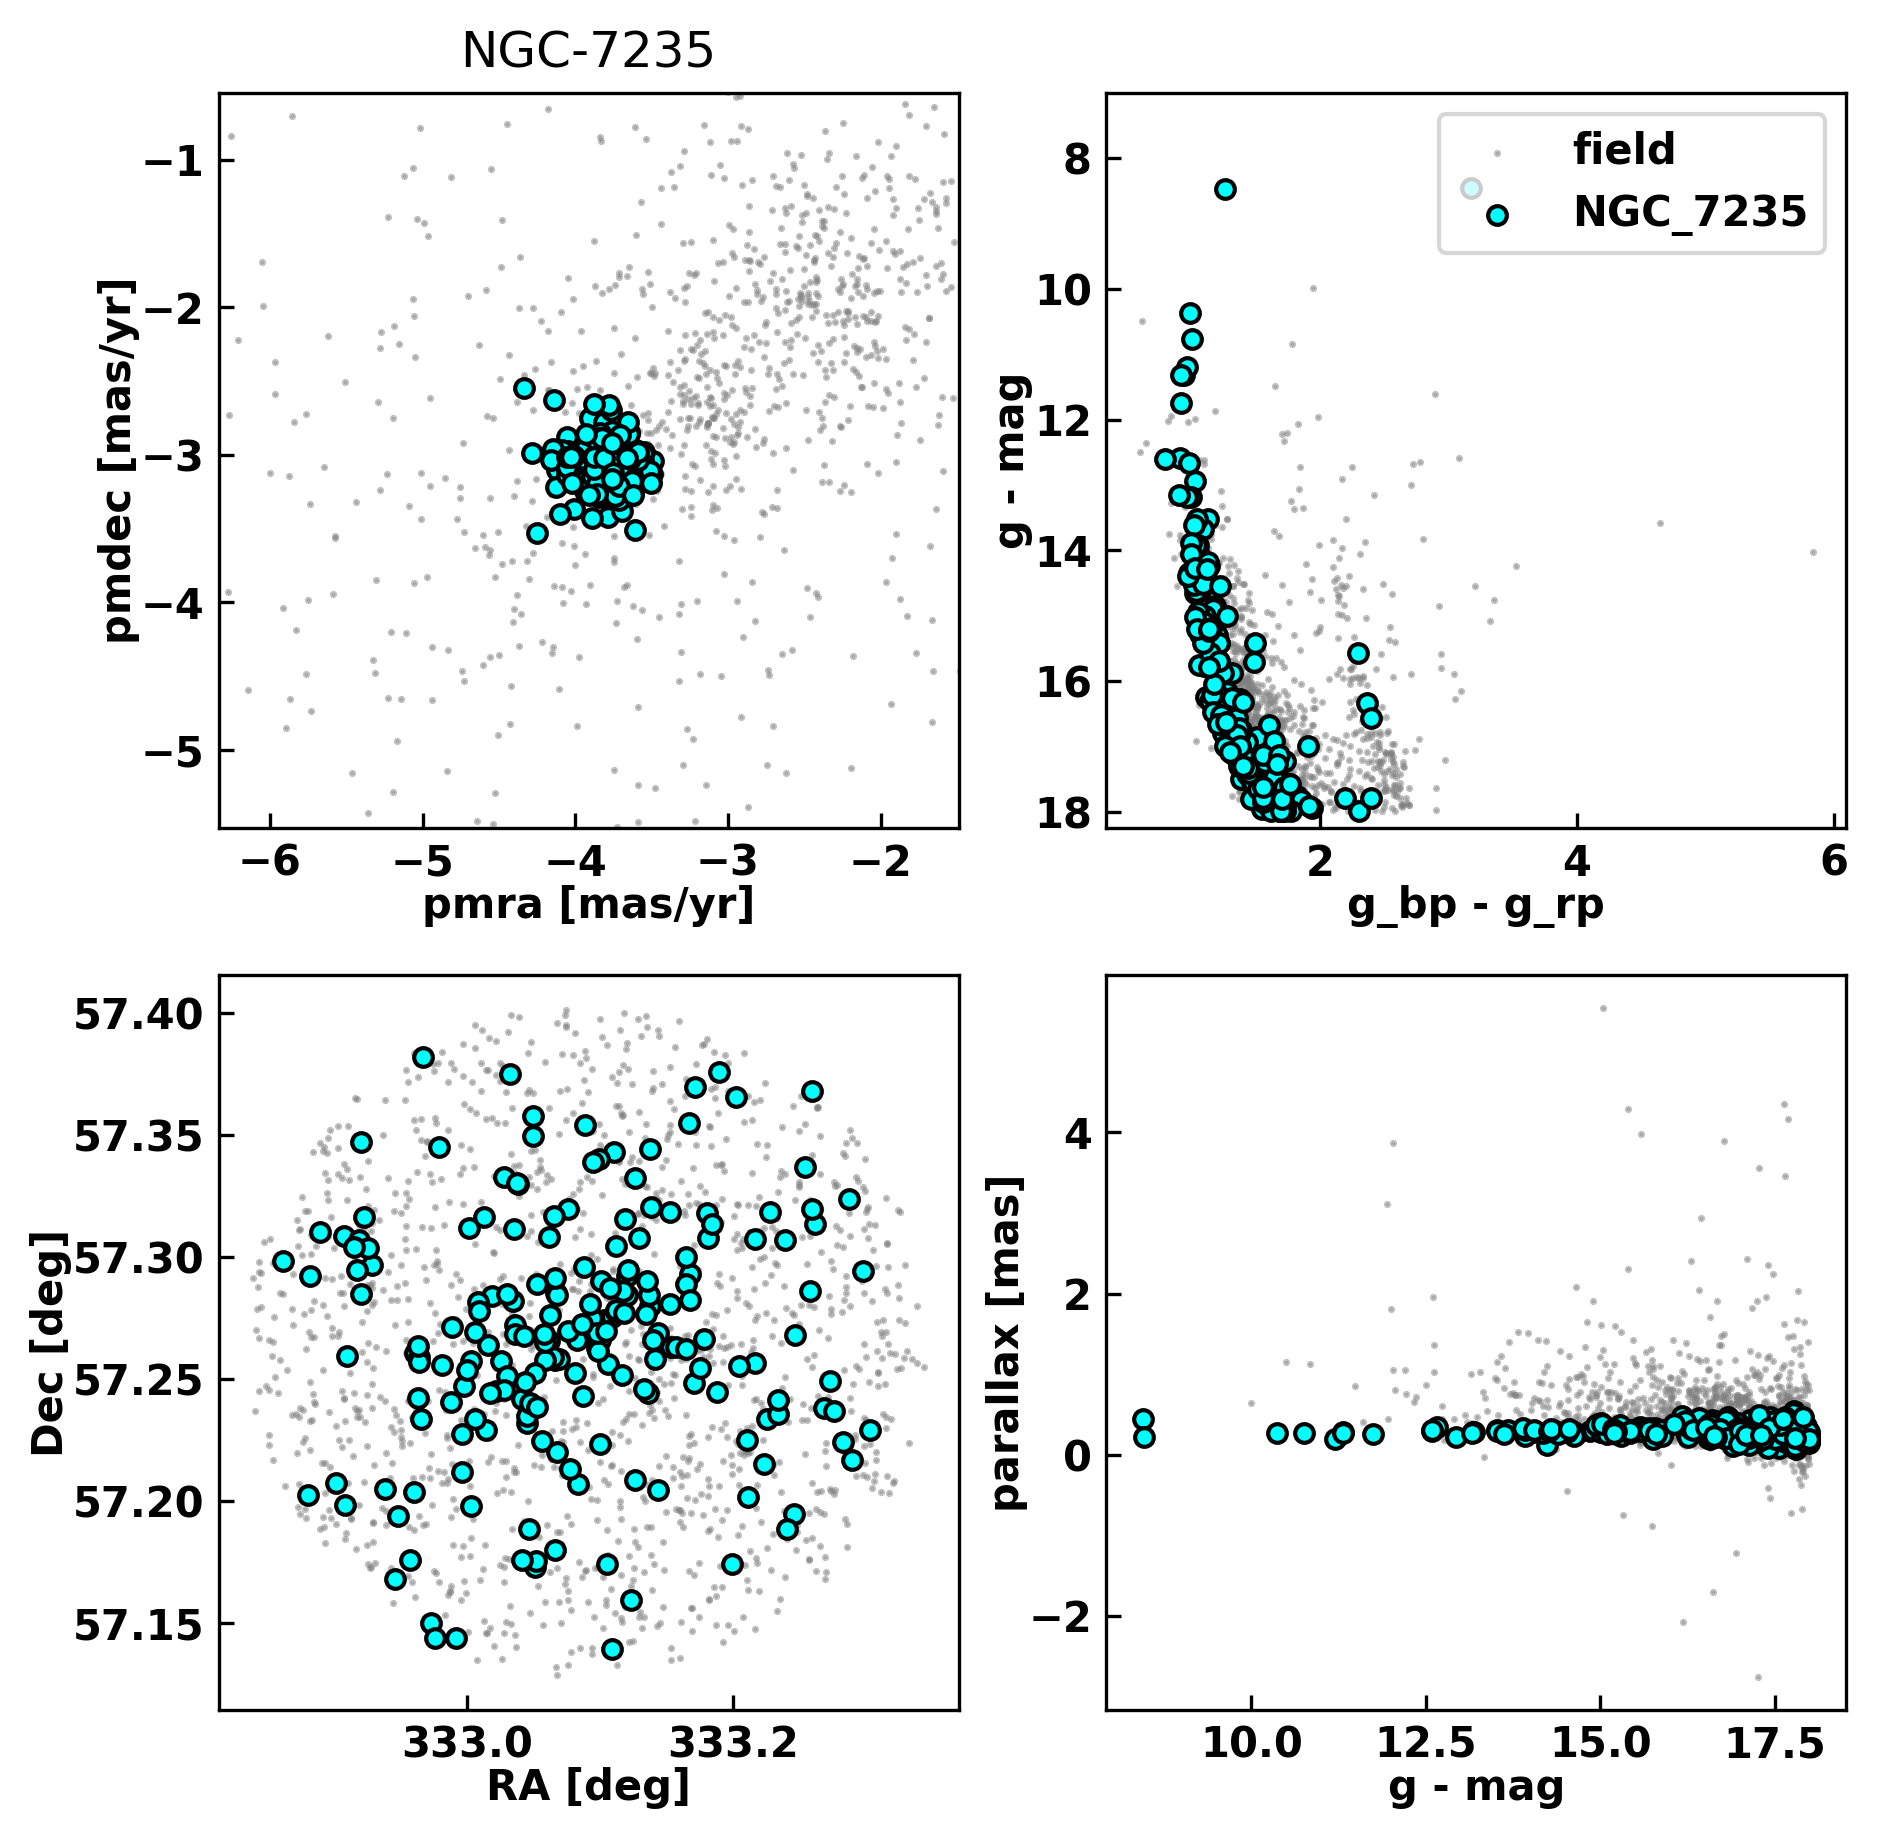 NGC-7235
−1
−2
−3
−4
−5
pmdec [mas/yr]
−6 −5 −4 −3 −2
pmra [mas/yr]
8
10
12
14
16
18
g - mag
field
NGC_7235
2 4 6
g_bp - g_rp
57.40
57.35
57.30
57.25
57.20
57.15
Dec [deg]
333.0 333.2
RA [deg]
4
2
0
−2
parallax [mas]
10.0 12.5 15.0 17.5
g - mag